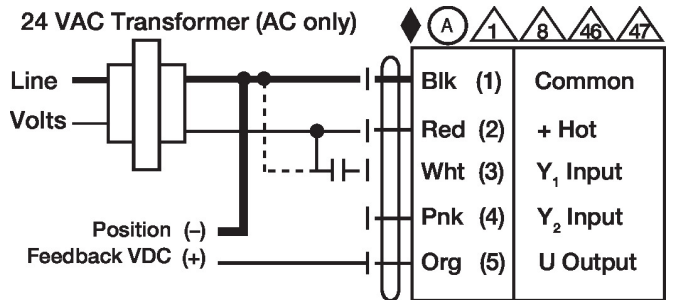 24 VAC Transformer (AC only)
A 1 8 46 47
Line
Volts
Blk (1) Common
Red (2) + Hot
Wht (3) Y1 Input
Pnk (4) Y2 Input
Position (–)
Feedback VDC (+)
Org (5) U Output